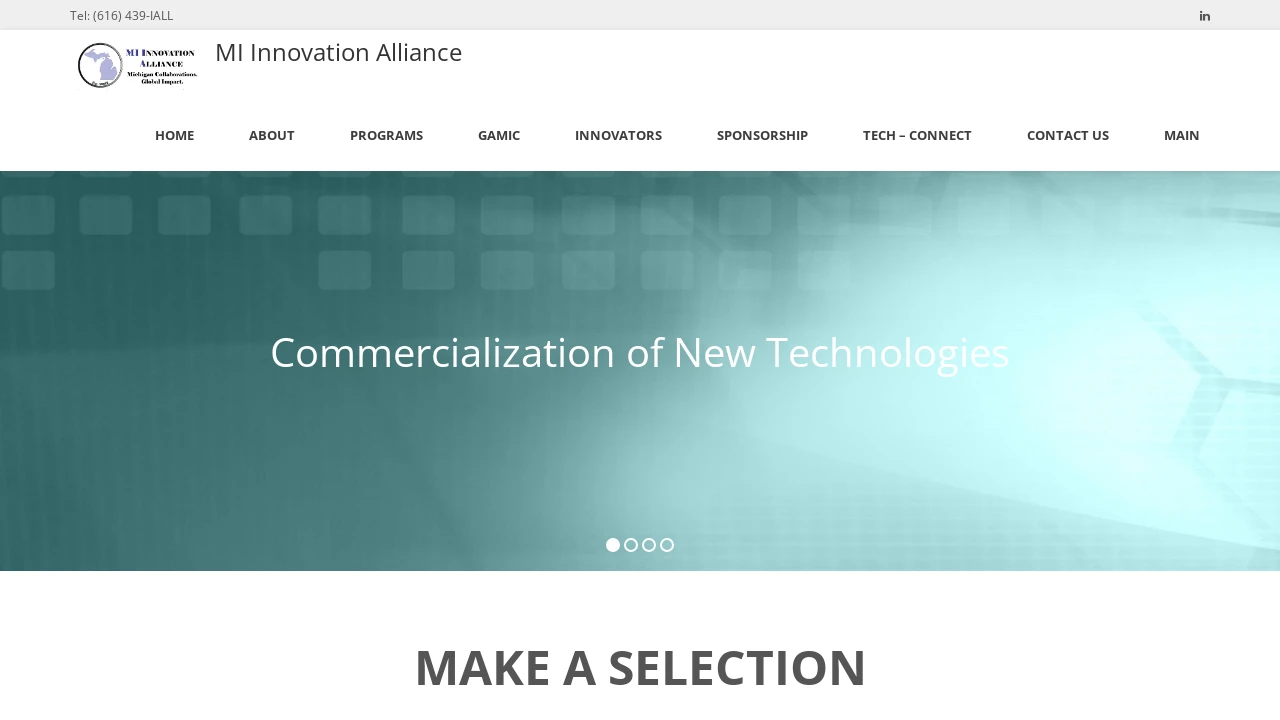 Tel: (616) 439-IALL
in
MI INNOVATION
ALLIANCE
Michigan Collaborations.
Global Impact.
MI Innovation Alliance
HOME ABOUT PROGRAMS GAMIC INNOVATORS SPONSORSHIP TECH – CONNECT CONTACT US MAIN
Commercialization of New Technologies
MAKE A SELECTION